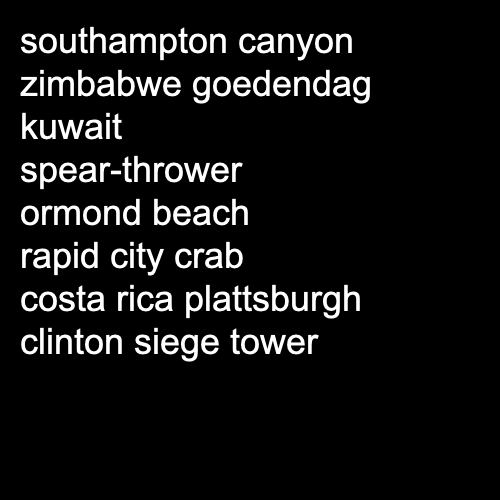 southampton canyon
zimbabwe goedendag
kuwait
spear-thrower
ormond beach
rapid city crab
costa rica plattsburgh
clinton siege tower